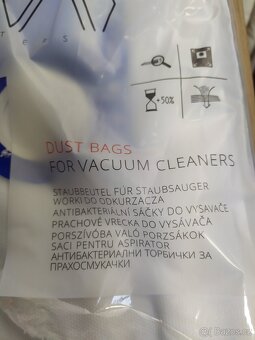 +50%
DUST BAGS
FOR VACUUM CLEANERS
STAUBBEUTEL FÜR STAUBSAUGER
WORKI DO ODKURZACZA
ANTIBAKTERIÁLNÍ SÁČKY DO VYSAVAČE
PRACHOVÉ VRECKA DO VYSÁVAČA
PORSZÍVÓBA VALÓ PORZSÁKOK
SACI PENTRU ASPIRATOR
АНТИБАКТЕРИАЛНИ ТОРБИЧКИ ЗА
ПРАХОСМУКАЧКИ